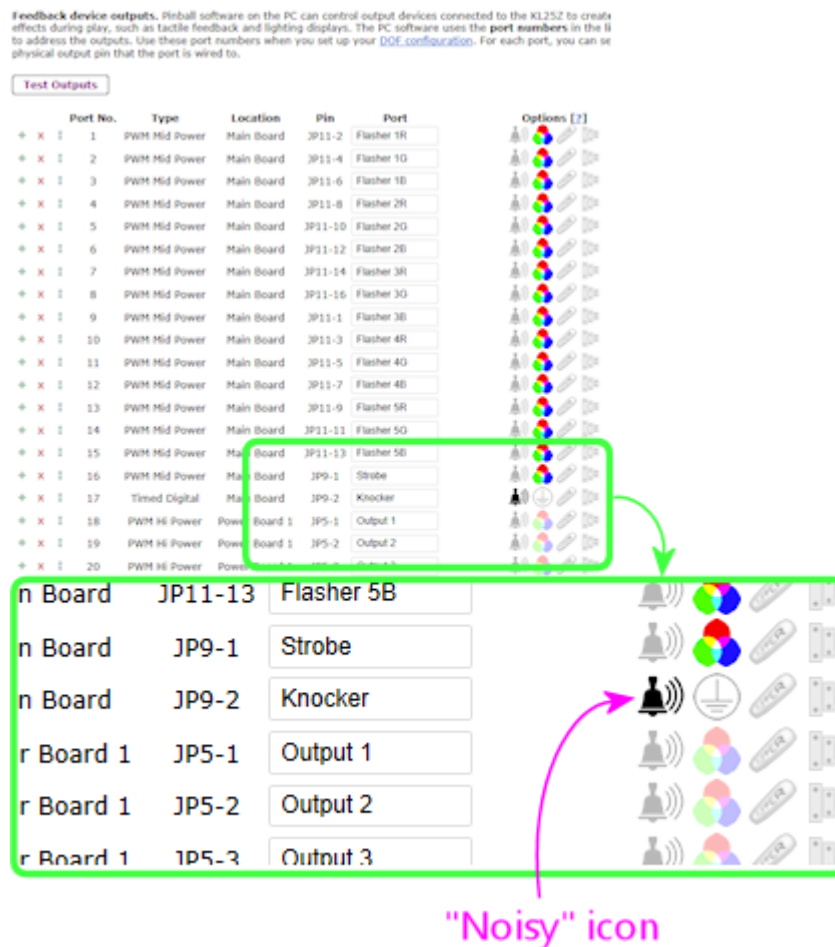 Feedback device outputs. Pinball software on the PC can control output devices connected to the KL25Z to create
effects during play, such as tactile feedback and lighting displays. The PC software uses the port numbers in the li
to address the outputs. Use these port numbers when you set up your DOF configuration. For each port, you can se
physical output pin that the port is wired to.
Test Outputs
Port No. Type Location Pin Port Options [?]
1 PWM Mid Power Main Board JP11-2 Flasher 1R
2 PWM Mid Power Main Board JP11-4 Flasher 1G
3 PWM Mid Power Main Board JP11-6 Flasher 1B
4 PWM Mid Power Main Board JP11-8 Flasher 2R
5 PWM Mid Power Main Board JP11-10 Flasher 2G
6 PWM Mid Power Main Board JP11-12 Flasher 2B
7 PWM Mid Power Main Board JP11-14 Flasher 3R
8 PWM Mid Power Main Board JP11-16 Flasher 3G
9 PWM Mid Power Main Board JP11-1 Flasher 3B
10 PWM Mid Power Main Board JP11-3 Flasher 4R
11 PWM Mid Power Main Board JP11-5 Flasher 4G
12 PWM Mid Power Main Board JP11-7 Flasher 4B
13 PWM Mid Power Main Board JP11-9 Flasher 5R
14 PWM Mid Power Main Board JP11-11 Flasher 5G
15 PWM Mid Power Main Board JP11-13 Flasher 5B
16 PWM Mid Power Main Board JP9-1 Strobe
17 Timed Digital Main Board JP9-2 Knocker
18 PWM Hi Power Power Board 1 JP5-1 Output 1
19 PWM Hi Power Power Board 1 JP5-2 Output 2
20 PWM Hi Power Power Board 1
n Board JP11-13 Flasher 5B
n Board JP9-1 Strobe
n Board JP9-2 Knocker
r Board 1 JP5-1 Output 1
r Board 1 JP5-2 Output 2
r Board 1 JP5-3 Output 3
"Noisy" icon